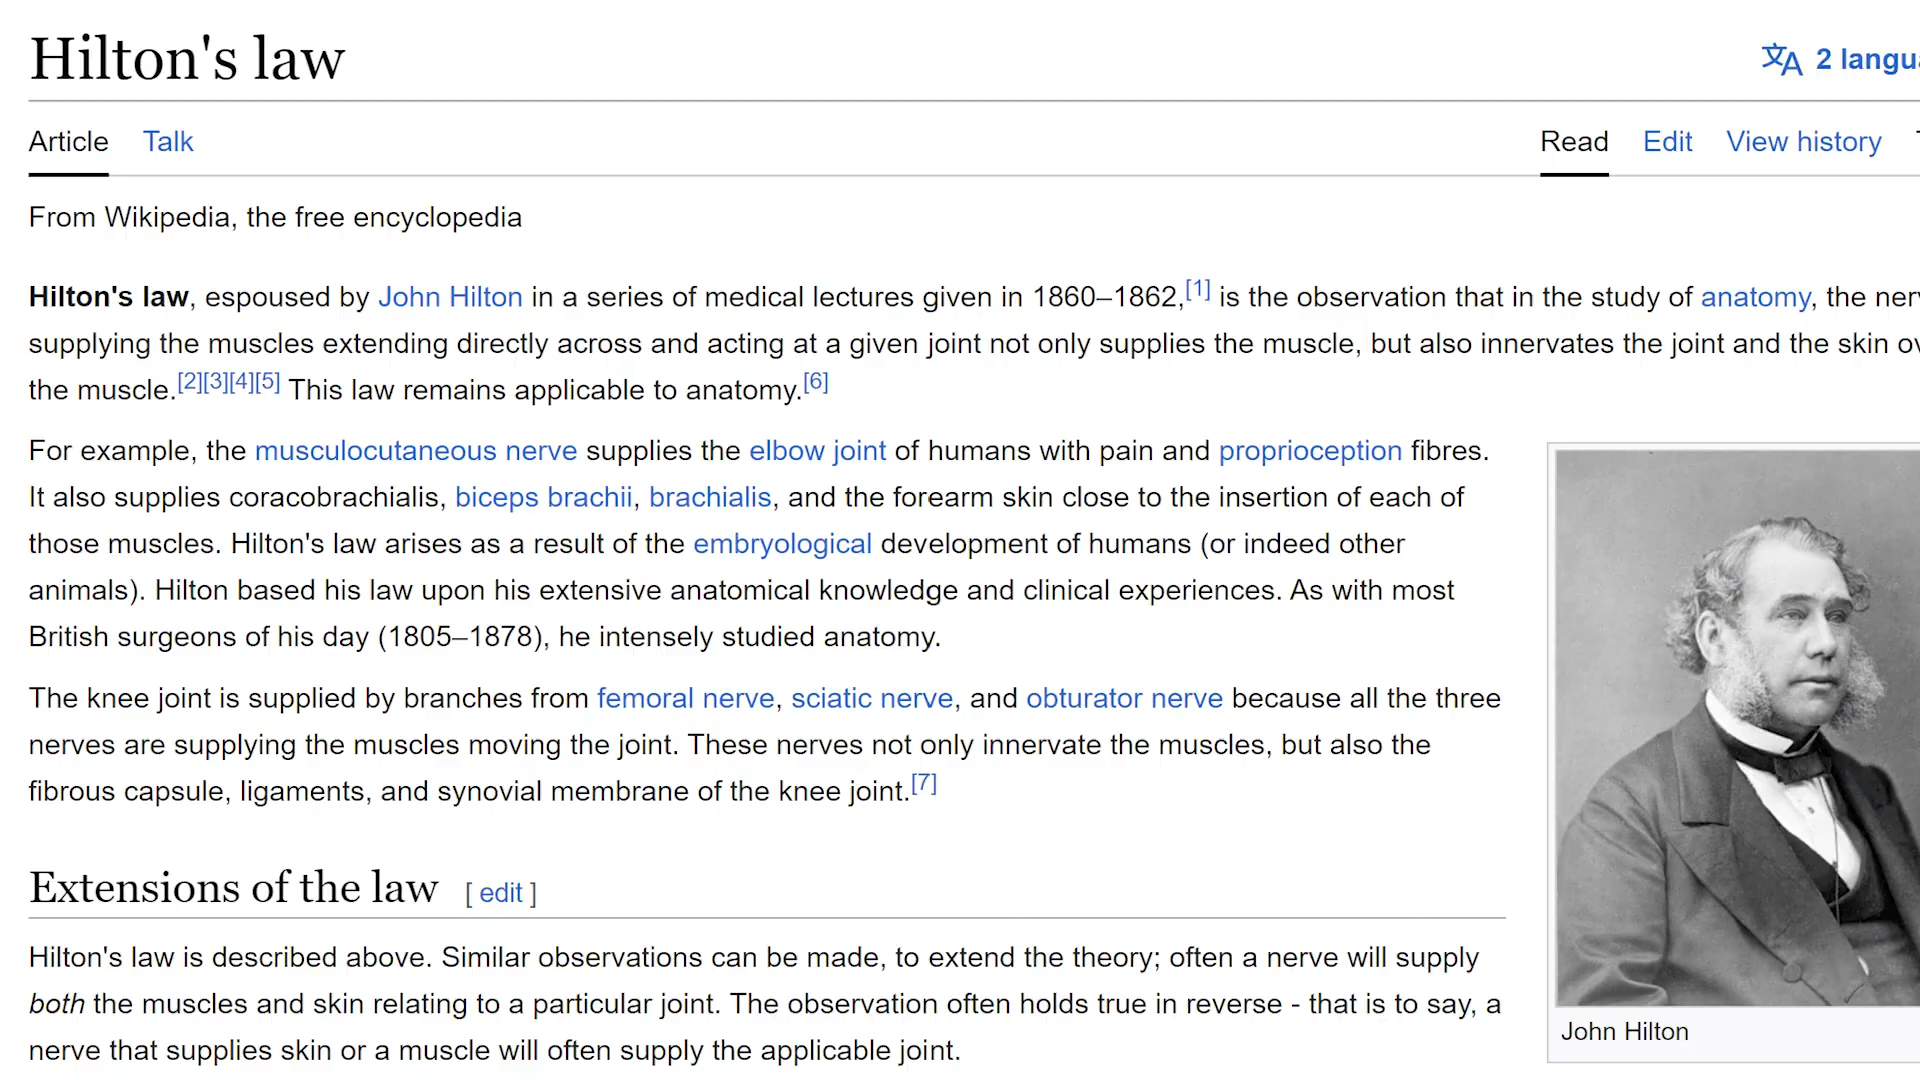 Hilton's law
文A 2 langu
Article Talk Read Edit View history
From Wikipedia, the free encyclopedia
Hilton's law, espoused by John Hilton in a series of medical lectures given in 1860–1862,[1] is the observation that in the study of anatomy, the ner
supplying the muscles extending directly across and acting at a given joint not only supplies the muscle, but also innervates the joint and the skin ov
the muscle.[2][3][4][5] This law remains applicable to anatomy.[6]
For example, the musculocutaneous nerve supplies the elbow joint of humans with pain and proprioception fibres.
It also supplies coracobrachialis, biceps brachii, brachialis, and the forearm skin close to the insertion of each of
those muscles. Hilton's law arises as a result of the embryological development of humans (or indeed other
animals). Hilton based his law upon his extensive anatomical knowledge and clinical experiences. As with most
British surgeons of his day (1805–1878), he intensely studied anatomy.
The knee joint is supplied by branches from femoral nerve, sciatic nerve, and obturator nerve because all the three
nerves are supplying the muscles moving the joint. These nerves not only innervate the muscles, but also the
fibrous capsule, ligaments, and synovial membrane of the knee joint.[7]
Extensions of the law [ edit ]
Hilton's law is described above. Similar observations can be made, to extend the theory; often a nerve will supply
both the muscles and skin relating to a particular joint. The observation often holds true in reverse - that is to say, a
nerve that supplies skin or a muscle will often supply the applicable joint.
John Hilton